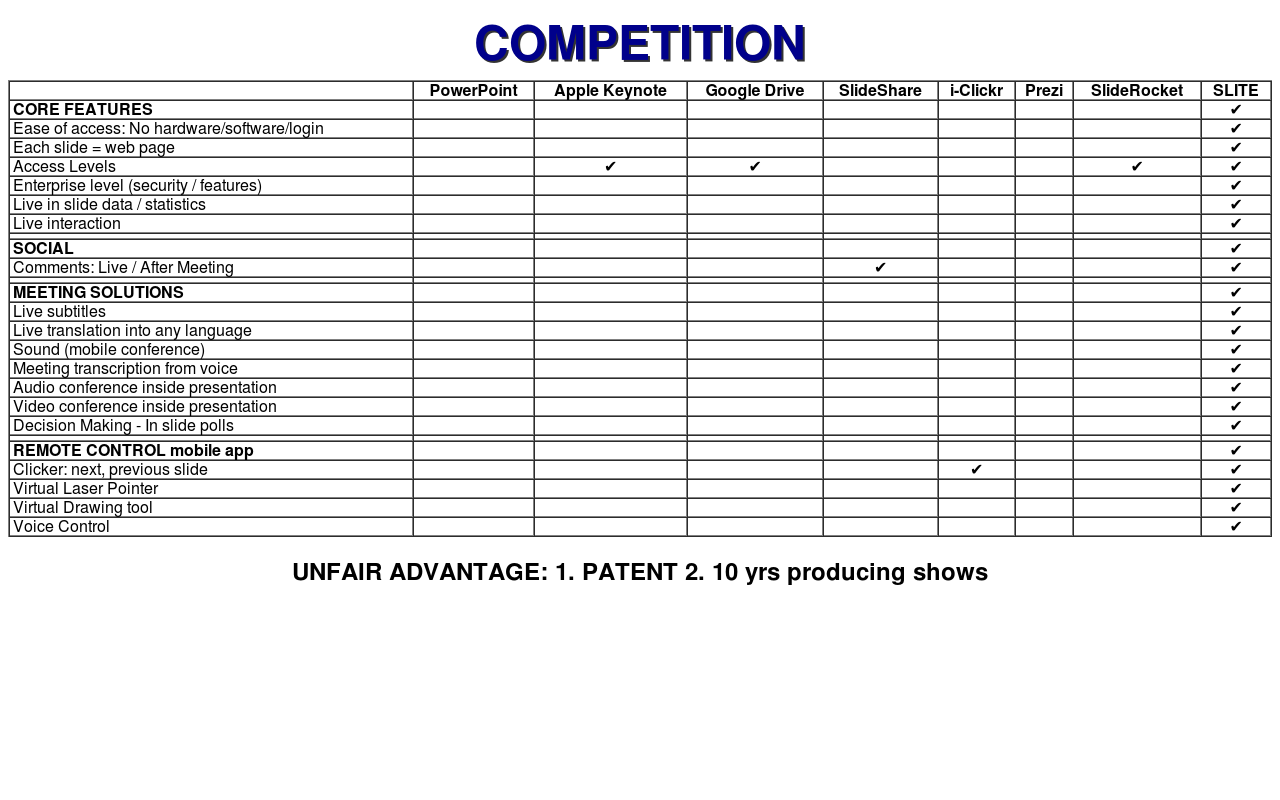 COMPETITION
PowerPoint Apple Keynote Google Drive SlideShare i-Clickr Prezi SlideRocket SLITE
CORE FEATURES ✔
Ease of access: No hardware/software/login ✔
Each slide = web page ✔
Access Levels ✔ ✔ ✔ ✔
Enterprise level (security / features) ✔
Live in slide data / statistics ✔
Live interaction ✔
SOCIAL ✔
Comments: Live / After Meeting ✔ ✔
MEETING SOLUTIONS ✔
Live subtitles ✔
Live translation into any language ✔
Sound (mobile conference) ✔
Meeting transcription from voice ✔
Audio conference inside presentation ✔
Video conference inside presentation ✔
Decision Making - In slide polls ✔
REMOTE CONTROL mobile app ✔
Clicker: next, previous slide ✔ ✔
Virtual Laser Pointer ✔
Virtual Drawing tool ✔
Voice Control ✔
UNFAIR ADVANTAGE: 1. PATENT 2. 10 yrs producing shows